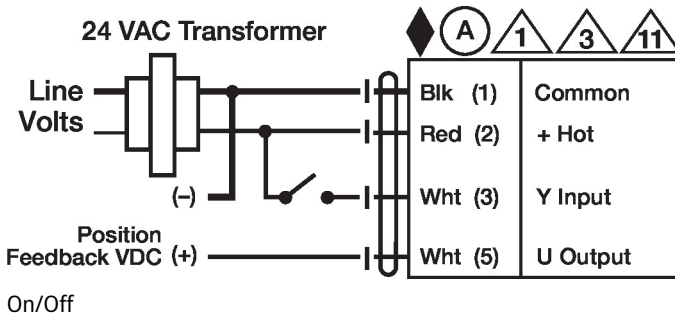 24 VAC Transformer
A 1 3 11
Line
Volts
Blk (1) Common
Red (2) + Hot
(–)
Wht (3) Y Input
Position
Feedback VDC (+)
Wht (5) U Output
On/Off